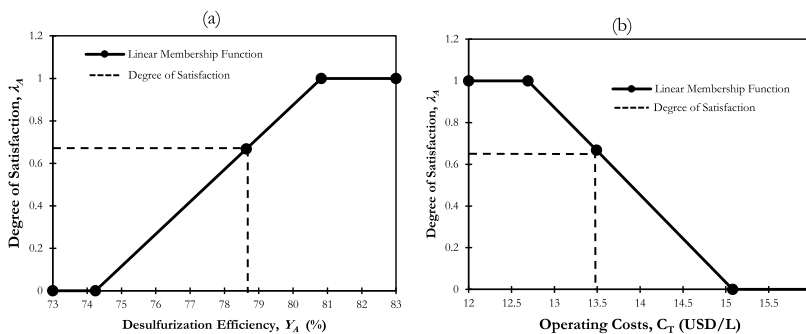 (a)
1.2
1
0.8
0.6
0.4
0.2
0
Degree of Satisfaction, λA
Linear Membership Function
Degree of Satisfaction
73 74 75 76 77 78 79 80 81 82 83
Desulfurization Efficiency, YA (%)
(b)
1.2
1
0.8
0.6
0.4
0.2
0
Degree of Satisfaction, λA
Linear Membership Function
Degree of Satisfaction
12 12.5 13 13.5 14 14.5 15 15.5
Operating Costs, CT (USD/L)